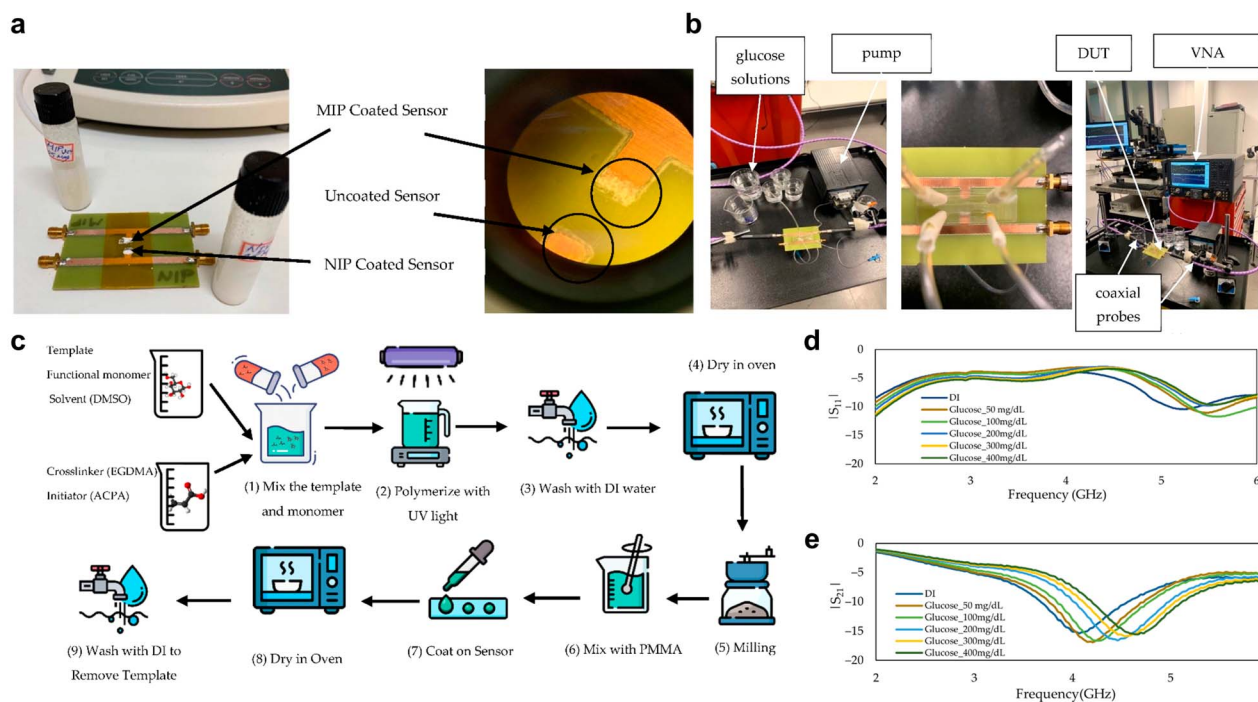 a
MIP Coated Sensor
Uncoated Sensor
NIP Coated Sensor
MIP
NIP
b
glucose
solutions
pump
DUT
VNA
coaxial
probes
c
Template
Functional monomer
Solvent (DMSO)
Crosslinker (EGDMA)
Initiator (ACPA)
(1) Mix the template
and monomer
(2) Polymerize with
UV light
(3) Wash with DI water
(4) Dry in oven
(5) Milling
(6) Mix with PMMA
(7) Coat on Sensor
(8) Dry in Oven
(9) Wash with DI to
Remove Template
d
0
−5
−10
−15
−20
|S11|
DI
Glucose_50 mg/dL
Glucose_100mg/dL
Glucose_200mg/dL
Glucose_300mg/dL
Glucose_400mg/dL
2
3
4
5
6
Frequency (GHz)
e
0
−5
−10
−15
−20
|S21|
DI
Glucose_50 mg/dL
Glucose_100mg/dL
Glucose_200mg/dL
Glucose_300mg/dL
Glucose_400mg/dL
2
3
4
5
Frequency(GHz)